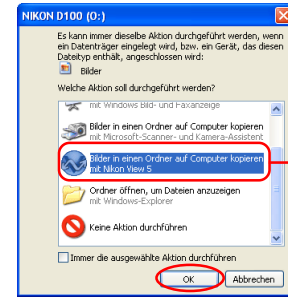 NIKON D100 (O:)
Es kann immer dieselbe Aktion durchgeführt werden, wenn
ein Datenträger eingelegt wird, bzw. ein Gerät, das diesen
Dateityp enthält, angeschlossen wird:
Bilder
Welche Aktion soll durchgeführt werden?
mit Windows Bild- und Faxanzeige
Bilder in einen Ordner auf Computer kopieren
mit Microsoft-Scanner- und Kamera-Assistent
Bilder in einen Ordner auf Computer kopieren
mit Nikon View 5
Ordner öffnen, um Dateien anzuzeigen
mit Windows-Explorer
Keine Aktion durchführen
Immer die ausgewählte Aktion durchführen
OK
Abbrechen